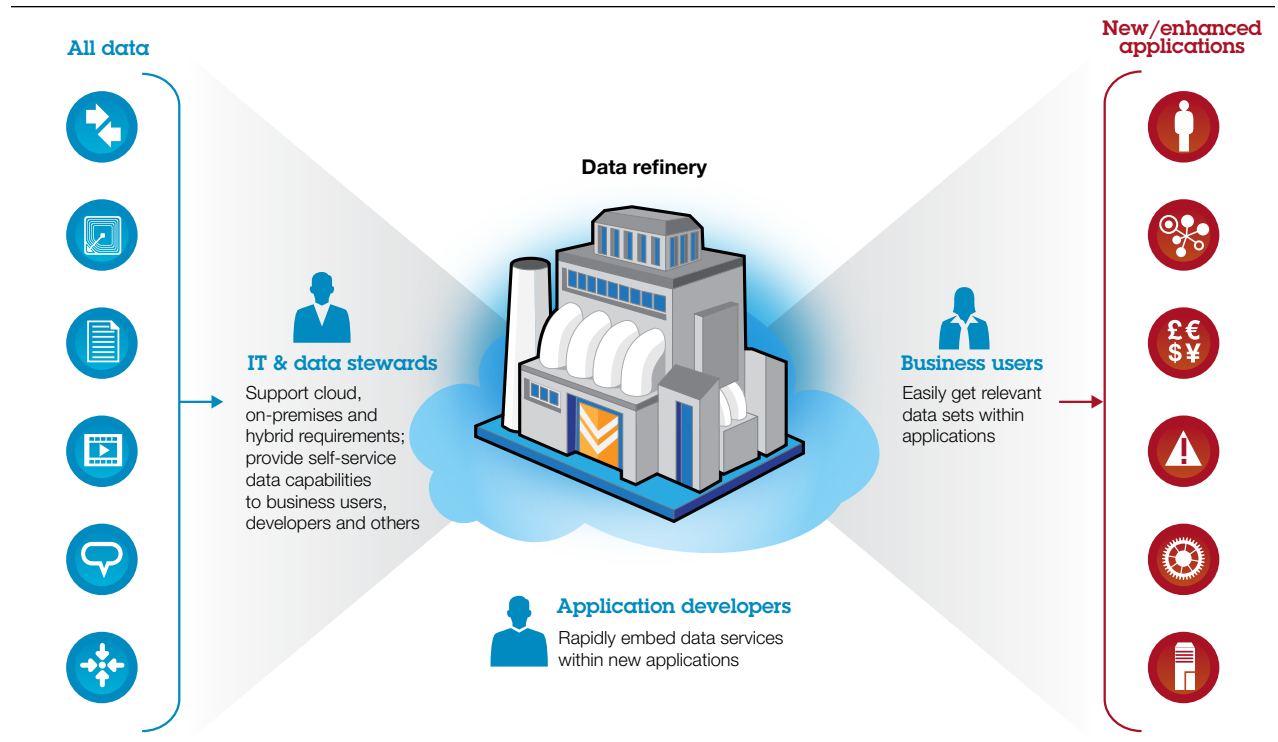 All data
New/enhanced
applications
Data refinery
IT & data stewards
Support cloud,
on-premises and
hybrid requirements;
provide self-service
data capabilities
to business users,
developers and others
Business users
Easily get relevant
data sets within
applications
£€
$¥
Application developers
Rapidly embed data services
within new applications